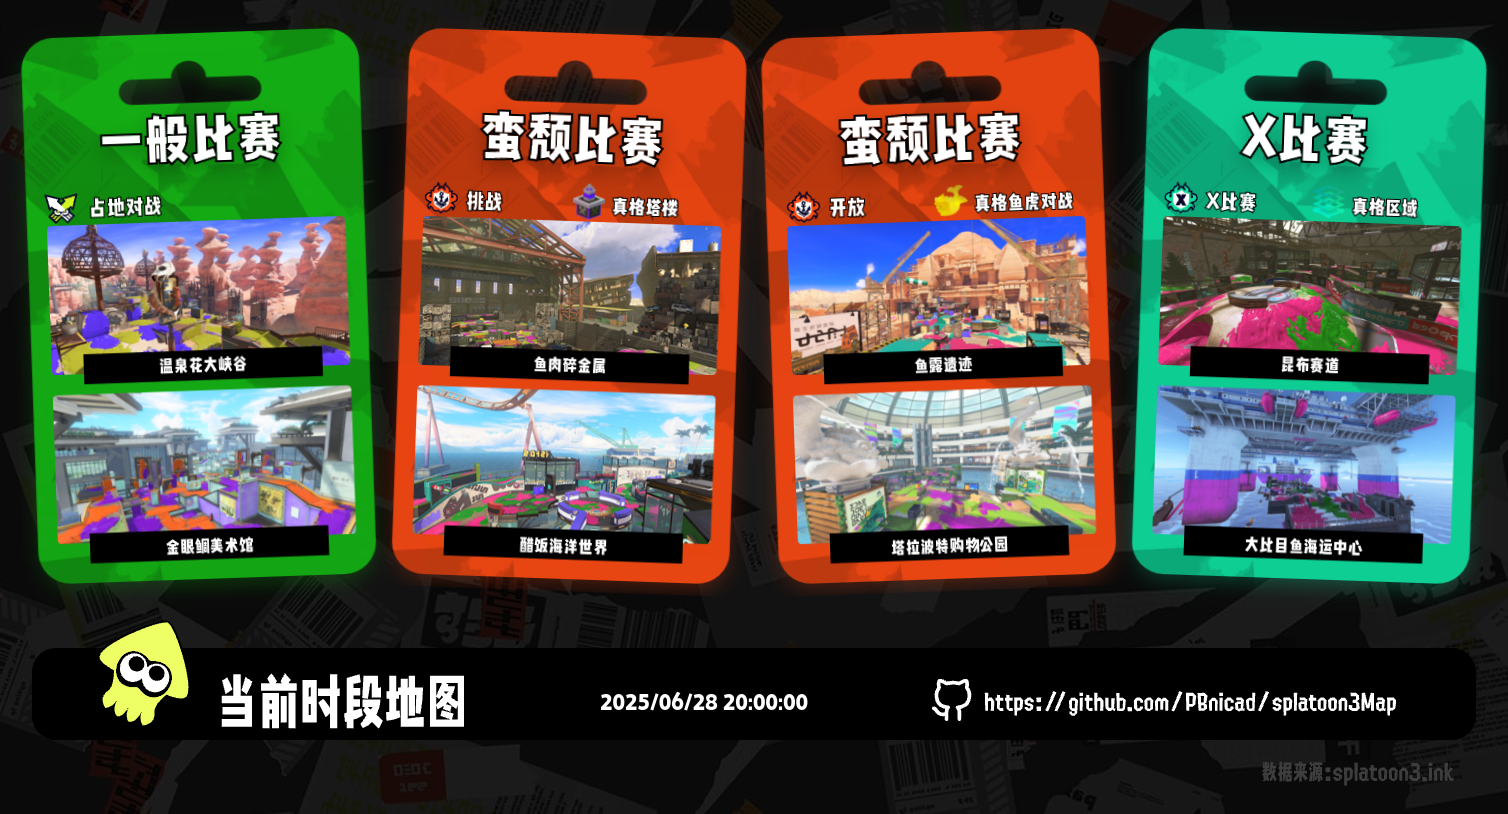 一般比赛
占地对战
温泉花大峡谷
金眼鲷美术馆
蛮颓比赛
挑战
真格塔楼
鱼肉碎金属
醋饭海洋世界
蛮颓比赛
开放
真格鱼虎对战
鱼露遗迹
塔拉波特购物公园
X比赛
X比赛
真格区域
昆布赛道
大比目鱼海运中心
当前时段地图
2025/06/28 20:00:00
https://github.com/PBnicad/splatoon3Map
数据来源:splatoon3.ink